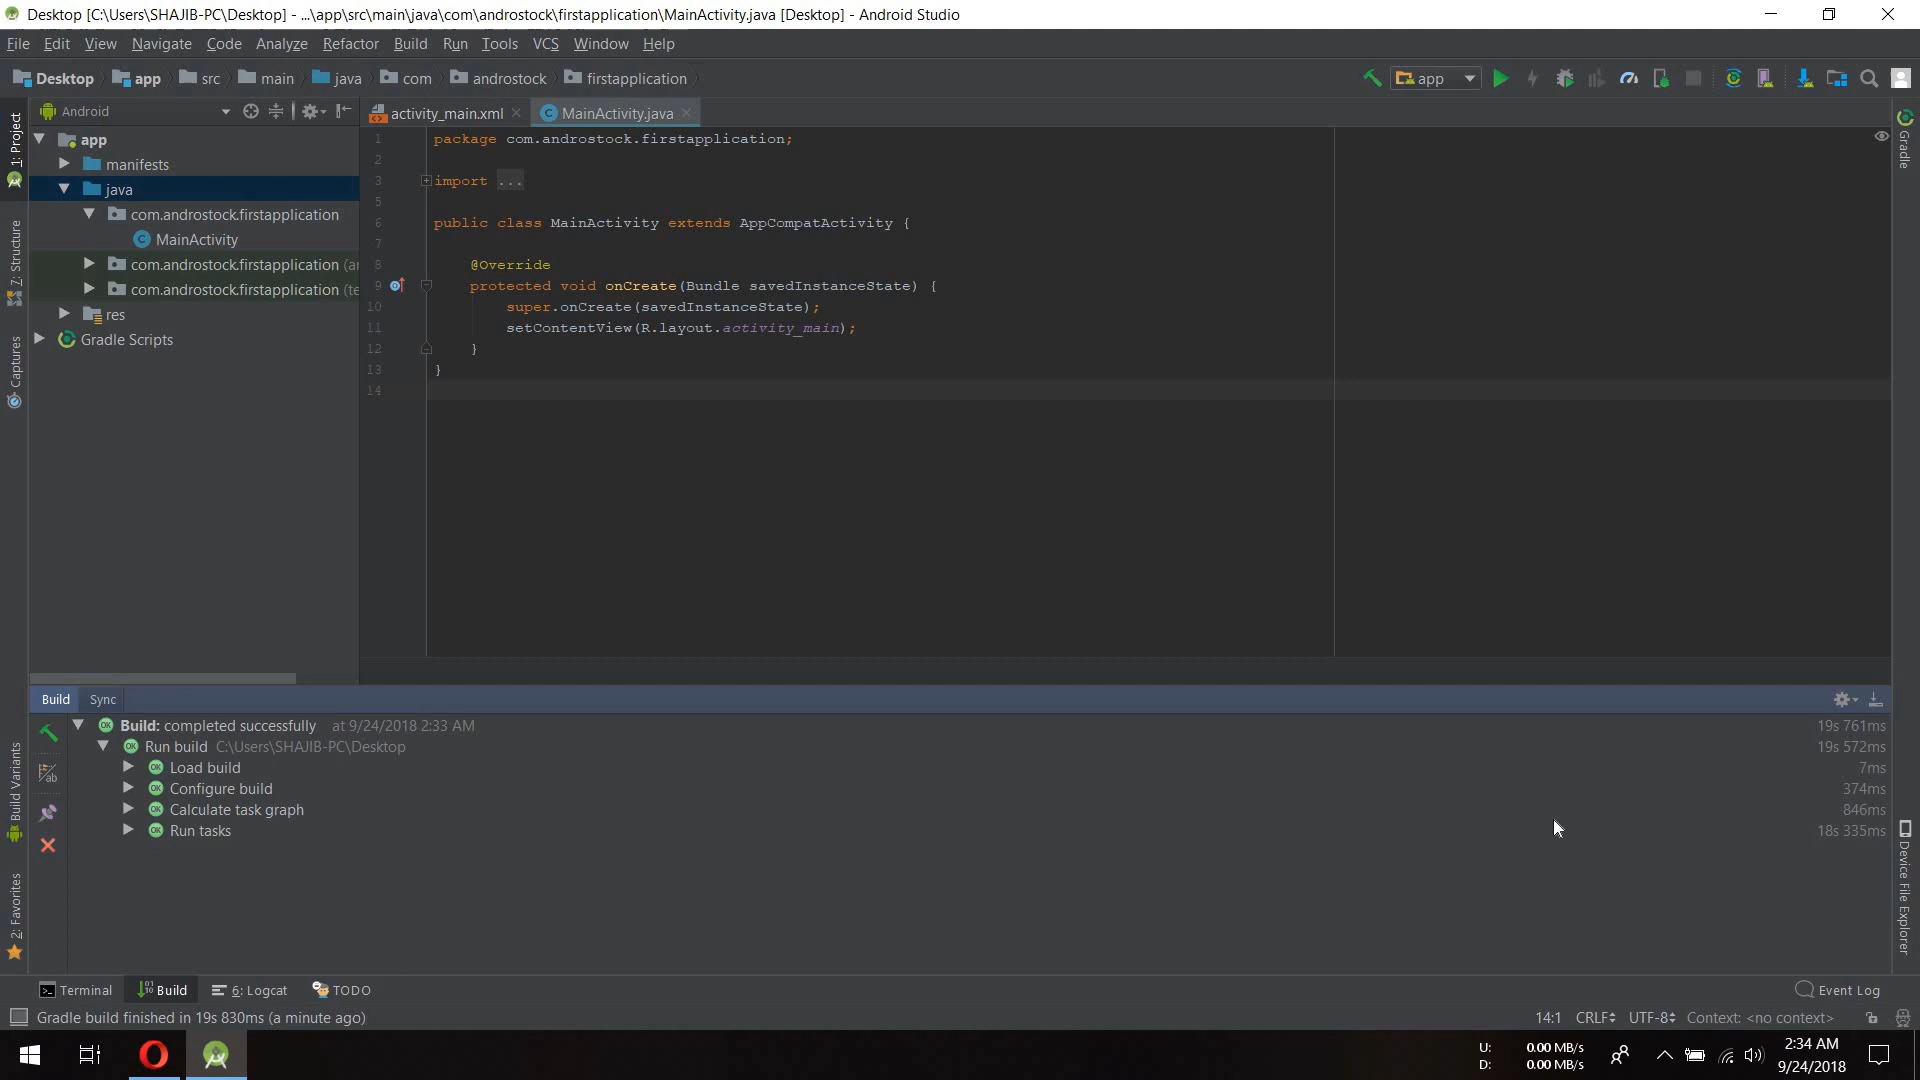 Desktop [C:\Users\SHAJIB-PC\Desktop] - ...\app\src\main\java\com\androstock\firstapplication\MainActivity.java [Desktop] - Android Studio
File Edit View Navigate Code Analyze Refactor Build Run Tools VCS Window Help
Desktop app src main java com androstock firstapplication app
Android
activity_main.xml MainActivity.java
1: Project
7: Structure
Captures
Build Variants
2: Favorites
app
manifests
java
com.androstock.firstapplication
MainActivity
com.androstock.firstapplication (a
com.androstock.firstapplication (te
res
Gradle Scripts
1 package com.androstock.firstapplication;
2
3 import ...
5
6 public class MainActivity extends AppCompatActivity {
7
8 @Override
9 protected void onCreate(Bundle savedInstanceState) {
10 super.onCreate(savedInstanceState);
11 setContentView(R.layout.activity_main);
12 }
13 }
14
Gradle
Device File Explorer
Build Sync
Build: completed successfully at 9/24/2018 2:33 AM 19s 761ms
Run build C:\Users\SHAJIB-PC\Desktop 19s 572ms
Load build 7ms
Configure build 374ms
Calculate task graph 846ms
Run tasks 18s 335ms
Terminal Build 6: Logcat TODO Event Log
Gradle build finished in 19s 830ms (a minute ago) 14:1 CRLF UTF-8 Context: <no context>
U: 0.00 MB/s
D: 0.00 MB/s
2:34 AM
9/24/2018